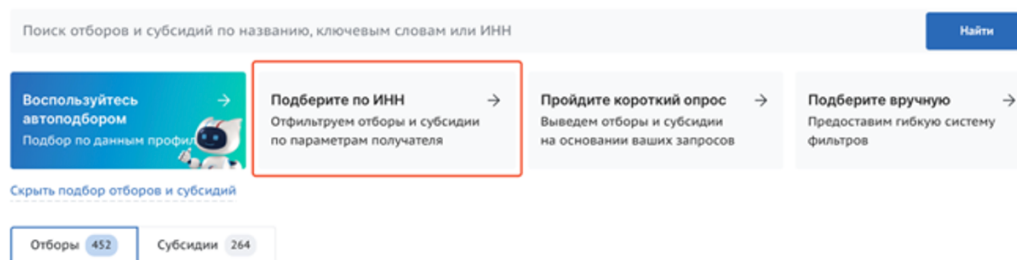 Поиск отборов и субсидий по названию, ключевым словам или ИНН
Найти
Воспользуйтесь
автоподбором
Подбор по данным профил
Подберите по ИНН
Отфильтруем отборы и субсидии
по параметрам получателя
Пройдите короткий опрос
Выведем отборы и субсидии
на основании ваших запросов
Подберите вручную
Предоставим гибкую систему
фильтров
Скрыть подбор отборов и субсидий
Отборы 452
Субсидии 264